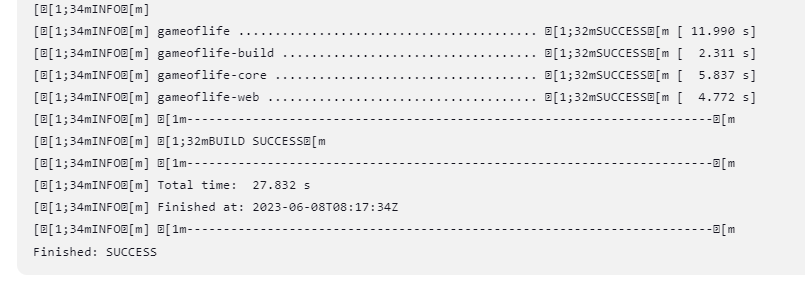 [␛[1;34mINFO␛[m]
[␛[1;34mINFO␛[m] gameoflife ......................................... ␛[1;32mSUCCESS␛[m [ 11.990 s]
[␛[1;34mINFO␛[m] gameoflife-build ................................... ␛[1;32mSUCCESS␛[m [  2.311 s]
[␛[1;34mINFO␛[m] gameoflife-core .................................... ␛[1;32mSUCCESS␛[m [  5.837 s]
[␛[1;34mINFO␛[m] gameoflife-web ..................................... ␛[1;32mSUCCESS␛[m [  4.772 s]
[␛[1;34mINFO␛[m] ␛[1m------------------------------------------------------------------------␛[m
[␛[1;34mINFO␛[m] ␛[1;32mBUILD SUCCESS␛[m
[␛[1;34mINFO␛[m] ␛[1m------------------------------------------------------------------------␛[m
[␛[1;34mINFO␛[m] Total time:  27.832 s
[␛[1;34mINFO␛[m] Finished at: 2023-06-08T08:17:34Z
[␛[1;34mINFO␛[m] ␛[1m------------------------------------------------------------------------␛[m
Finished: SUCCESS